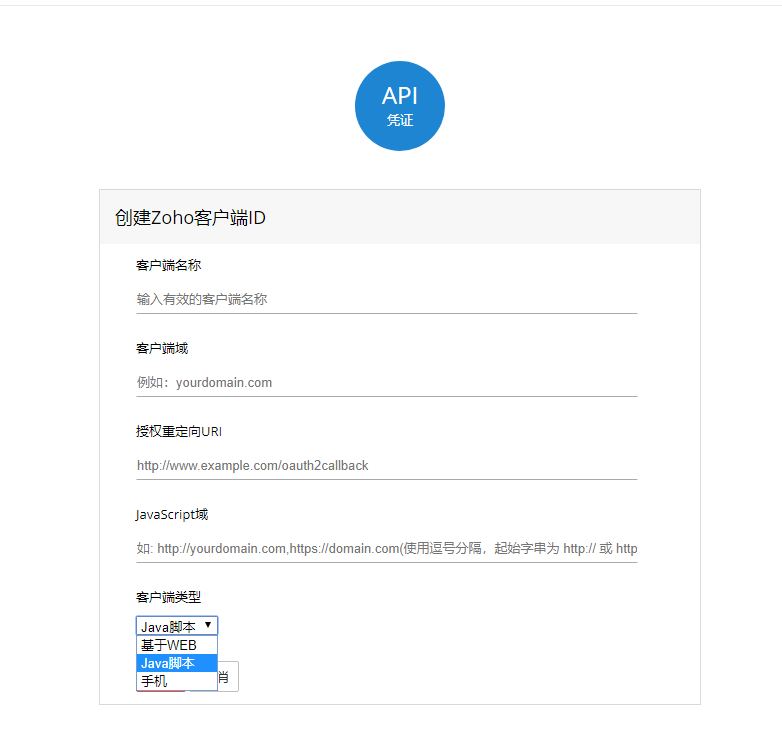 API
凭证
创建Zoho客户端ID
客户端名称
输入有效的客户端名称
客户端域
例如：yourdomain.com
授权重定向URI
http://www.example.com/oauth2callback
JavaScript域
如: http://yourdomain.com,https://domain.com(使用逗号分隔，起始字串为 http:// 或 http
客户端类型
Java脚本
基于WEB
Java脚本
手机